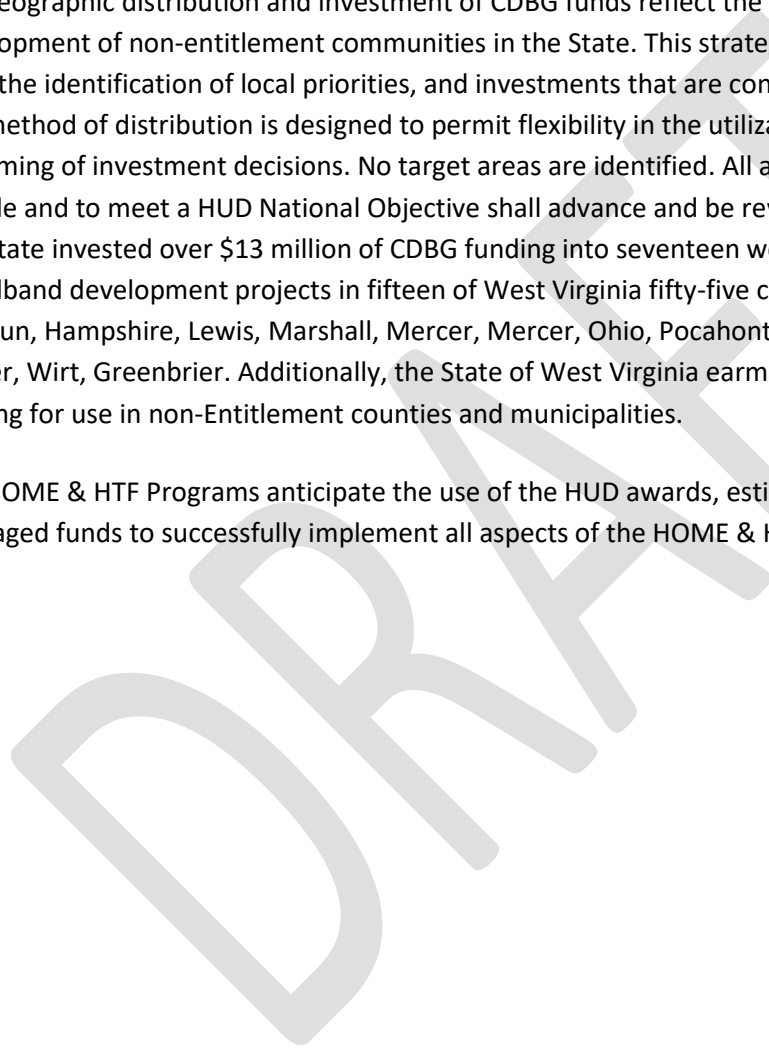 eographic distribution and investment of CDBG funds reflect the
opment of non-entitlement communities in the State. This strate
the identification of local priorities, and investments that are con
method of distribution is designed to permit flexibility in the utiliza
ming of investment decisions. No target areas are identified. All a
le and to meet a HUD National Objective shall advance and be rev
tate invested over $13 million of CDBG funding into seventeen w
lband development projects in fifteen of West Virginia fifty-five c
un, Hampshire, Lewis, Marshall, Mercer, Mercer, Ohio, Pocahont
er, Wirt, Greenbrier. Additionally, the State of West Virginia earm
ng for use in non-Entitlement counties and municipalities.
OME & HTF Programs anticipate the use of the HUD awards, esti
aged funds to successfully implement all aspects of the HOME & H
DRAFT